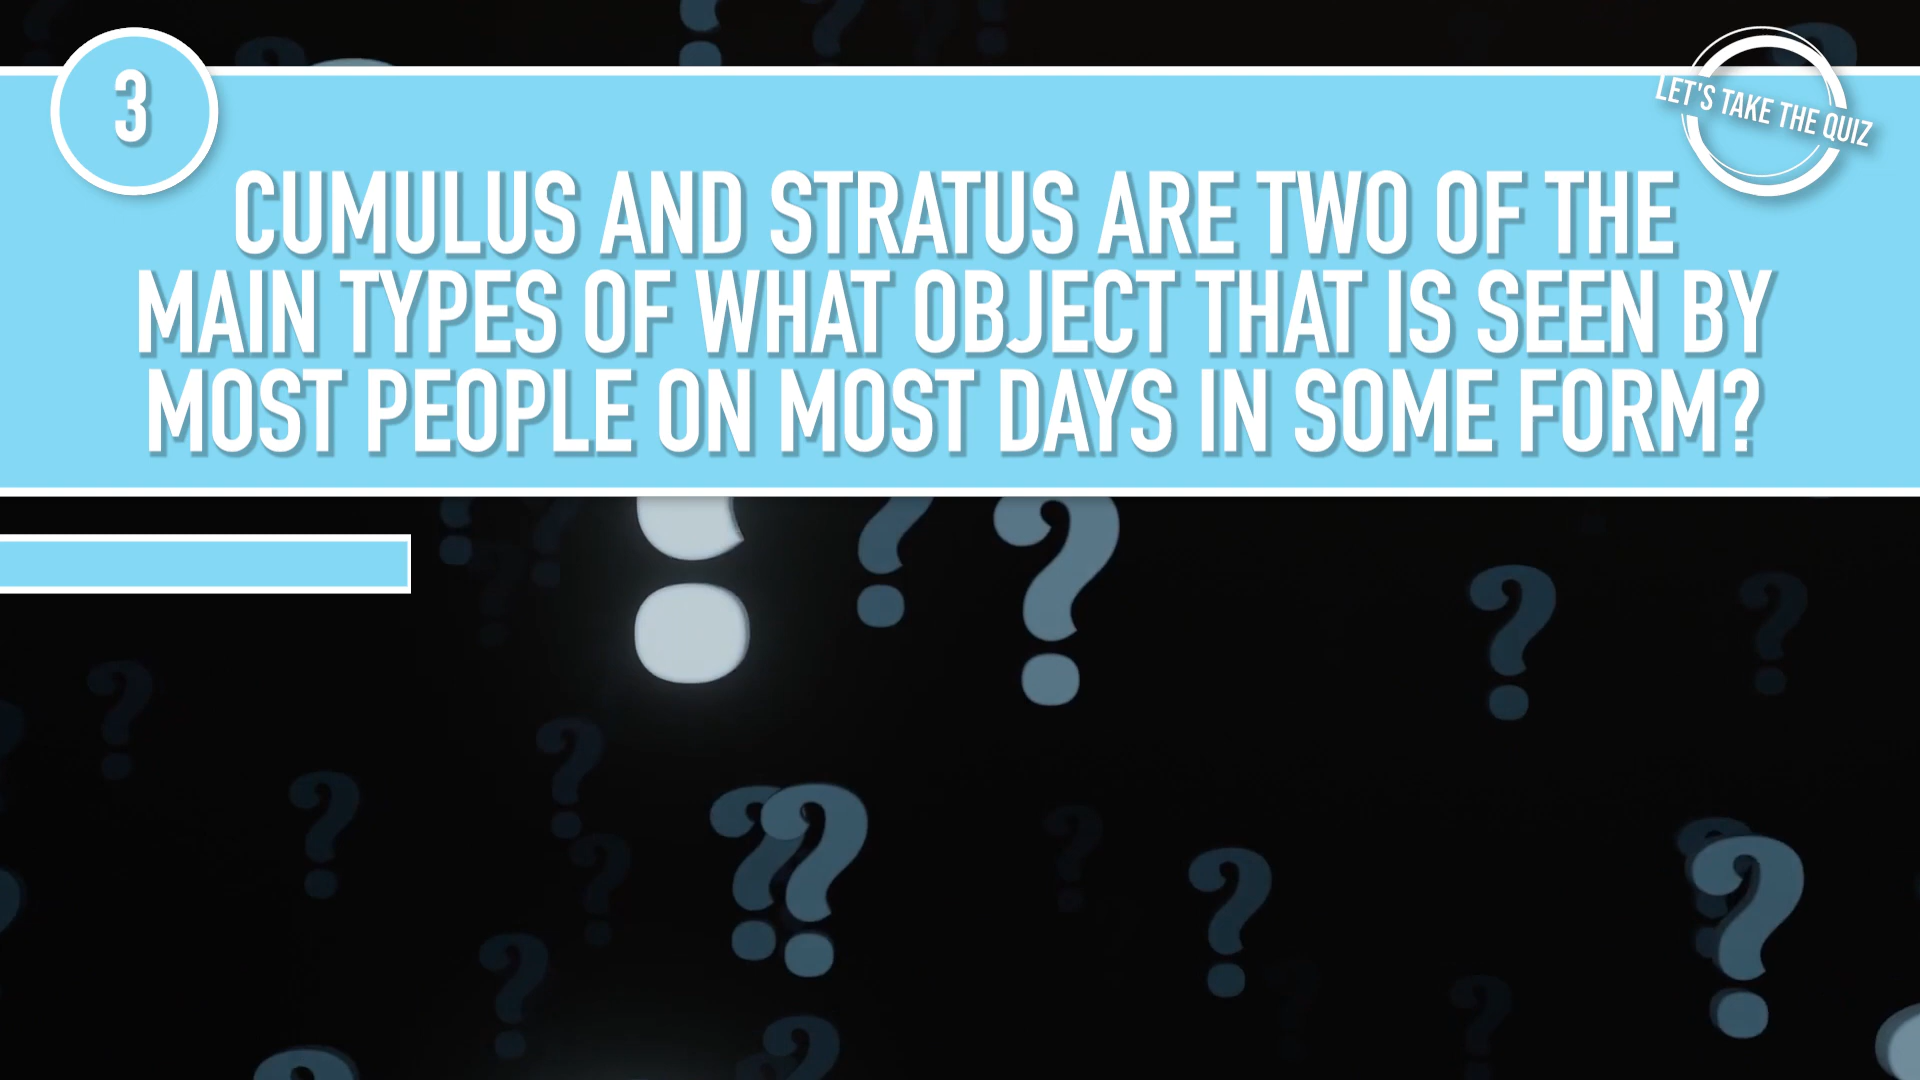 3
LET'S TAKE THE QUIZ
CUMULUS AND STRATUS ARE TWO OF THE
MAIN TYPES OF WHAT OBJECT THAT IS SEEN BY
MOST PEOPLE ON MOST DAYS IN SOME FORM?